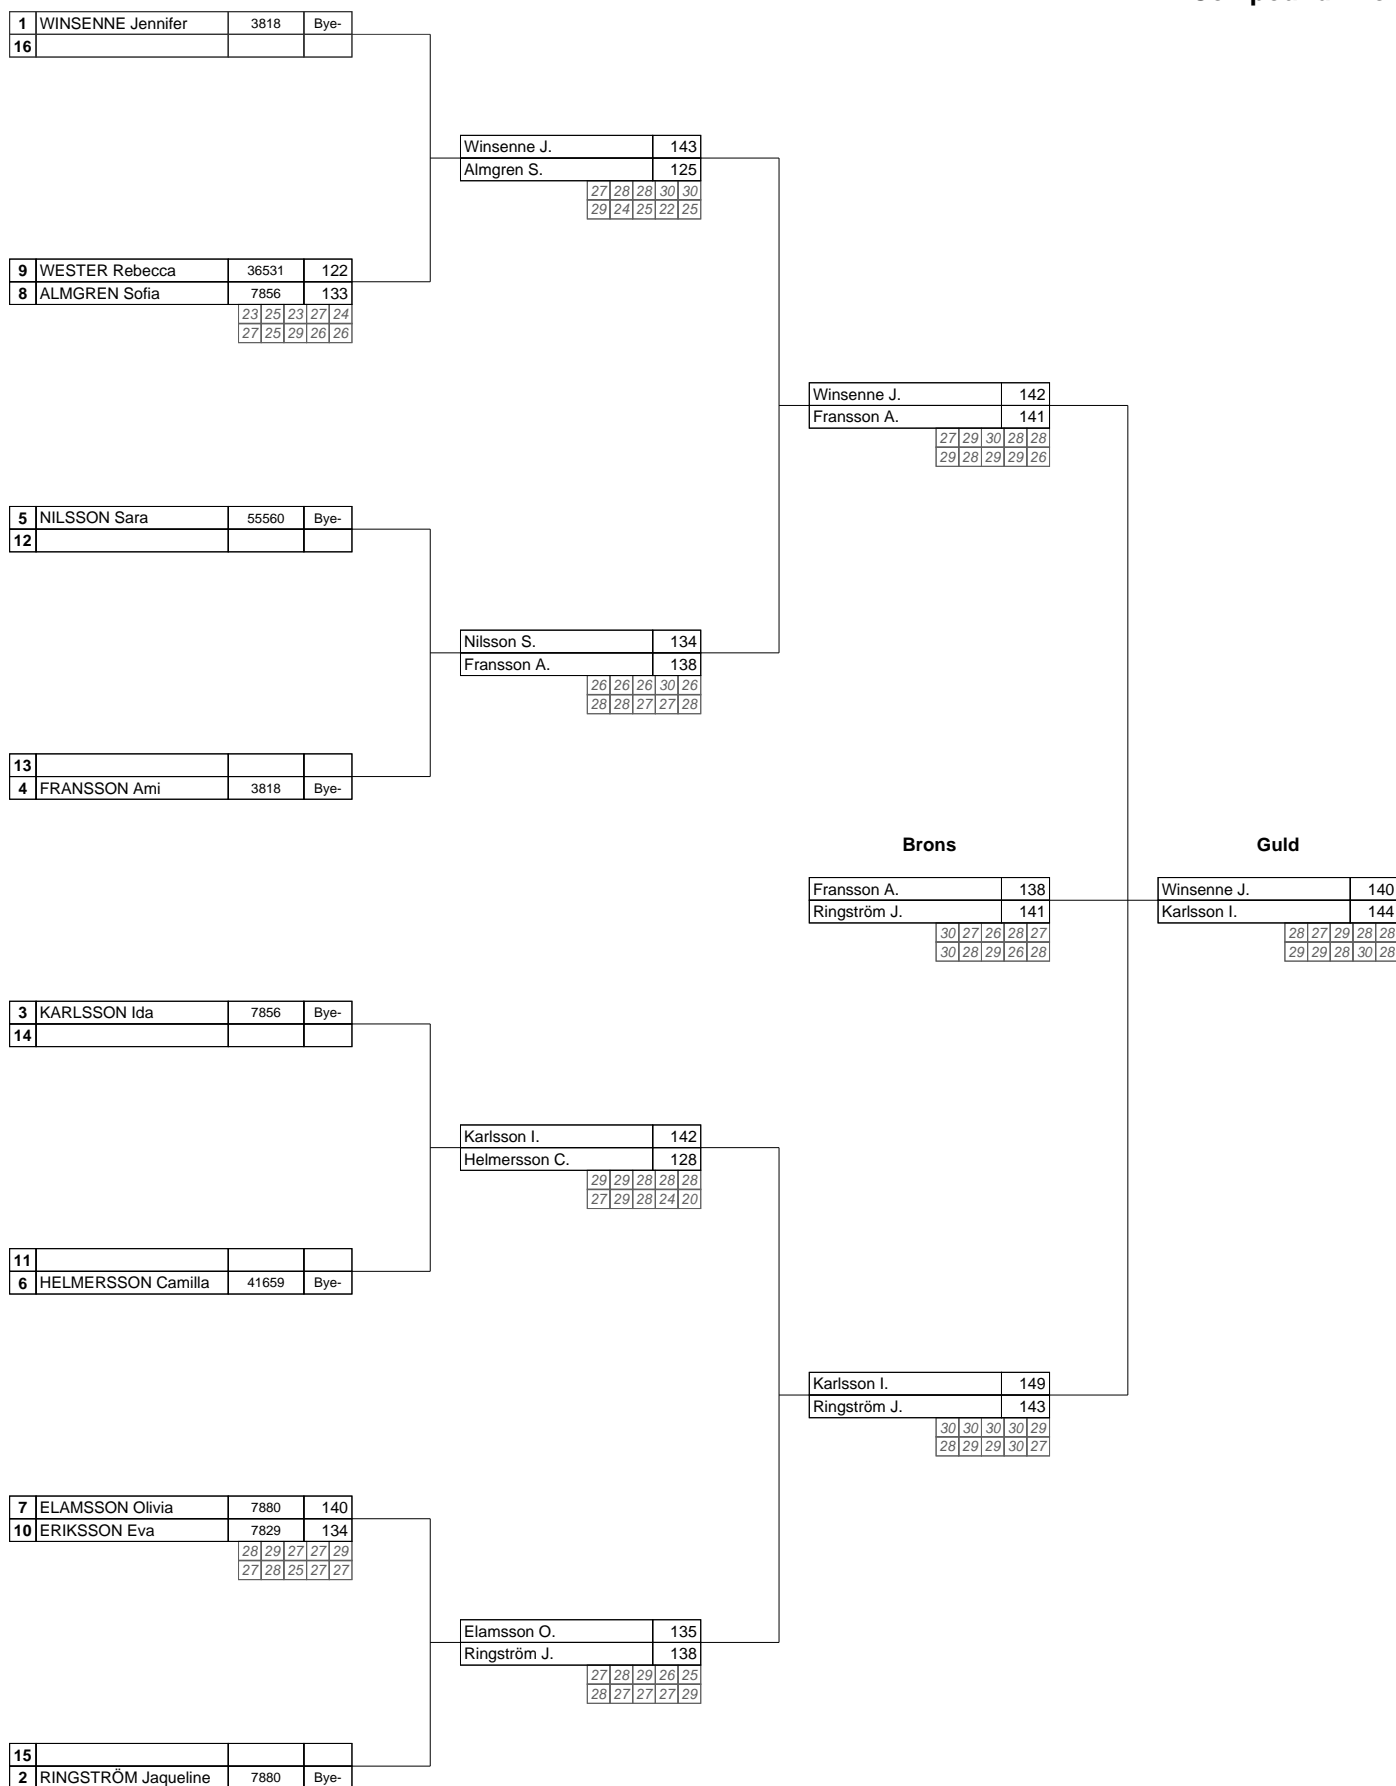 1 WINSENNE Jennifer 3818 Bye-
16
Winsenne J. 143
Almgren S. 125
27 28 28 30 30
29 24 25 22 25
9 WESTER Rebecca 36531 122
8 ALMGREN Sofia 7856 133
23 25 23 27 24
27 25 29 26 26
Winsenne J. 142
Fransson A. 141
27 29 30 28 28
29 28 29 29 26
5 NILSSON Sara 55560 Bye-
12
Nilsson S. 134
Fransson A. 138
26 26 26 30 26
28 28 27 27 28
13
4 FRANSSON Ami 3818 Bye-
Brons Guld
Fransson A. 138 Winsenne J. 140
Ringström J. 141 Karlsson I. 144
30 27 26 28 27 28 27 29 28 28
30 28 29 26 28 29 29 28 30 28
3 KARLSSON Ida 7856 Bye-
14
Karlsson I. 142
Helmersson C. 128
29 29 28 28 28
27 29 28 24 20
11
6 HELMERSSON Camilla 41659 Bye-
Karlsson I. 149
Ringström J. 143
30 30 30 30 29
28 29 29 30 27
7 ELAMSSON Olivia 7880 140
10 ERIKSSON Eva 7829 134
28 29 27 27 29
27 28 25 27 27
Elamsson O. 135
Ringström J. 138
27 28 29 26 25
28 27 27 27 29
15
2 RINGSTRÖM Jaqueline 7880 Bye-